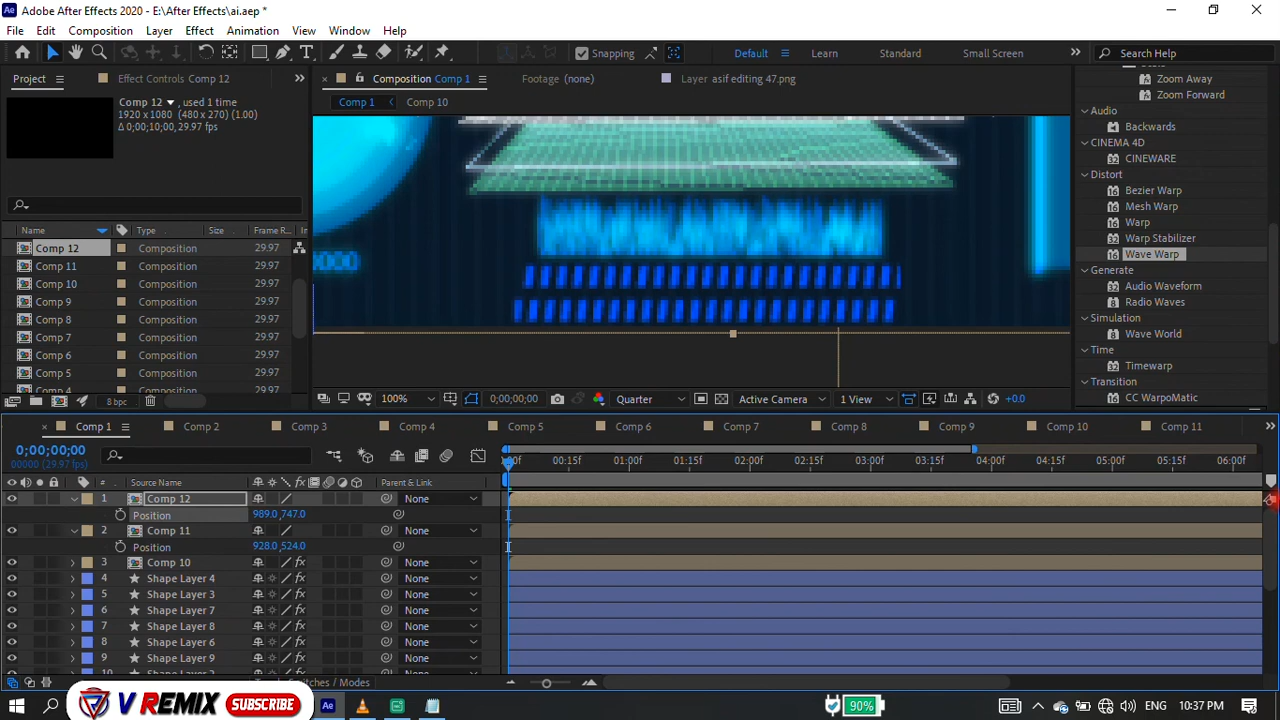 Adobe After Effects 2020 - E:\After Effects\ai.aep *
File Edit Composition Layer Effect Animation View Window Help
Snapping Default Learn Standard Small Screen Search Help
Project Effect Controls Comp 12 Composition Comp 1 Footage (none) Layer asif editing 47.png
Comp 1 Comp 10
Comp 12 , used 1 time
1920 x 1080 (480 x 270) (1.00)
Δ 0;00;10;00, 29.97 fps
Name Type Size Frame R... I
Comp 12 Composition 29.97
Comp 11 Composition 29.97
Comp 10 Composition 29.97
Comp 9 Composition 29.97
Comp 8 Composition 29.97
Comp 7 Composition 29.97
Comp 6 Composition 29.97
Comp 5 Composition 29.97
Comp 4 Composition 29.97
8 bpc
100% 0;00;00;00 Quarter Active Camera 1 View +0.0
Zoom Away
Zoom Forward
Audio
Backwards
CINEMA 4D
CINEWARE
Distort
Bezier Warp
Mesh Warp
Warp
Warp Stabilizer
Wave Warp
Generate
Audio Waveform
Radio Waves
Simulation
Wave World
Time
Timewarp
Transition
CC WarpoMatic
Comp 1 Comp 2 Comp 3 Comp 4 Comp 5 Comp 6 Comp 7 Comp 8 Comp 9 Comp 10 Comp 11
0;00;00;00
00000 (29.97 fps)
00:15f 01:00f 01:15f 02:00f 02:15f 03:00f 03:15f 04:00f 04:15f 05:00f 05:15f 06:00f
# Source Name Parent & Link
1 Comp 12 None
Position 989.0,747.0
2 Comp 11 None
Position 928.0,524.0
3 Comp 10 None
4 Shape Layer 4 None
5 Shape Layer 3 None
6 Shape Layer 7 None
7 Shape Layer 8 None
8 Shape Layer 6 None
9 Shape Layer 9 None
V REMIX SUBSCRIBE
90% ENG 10:37 PM